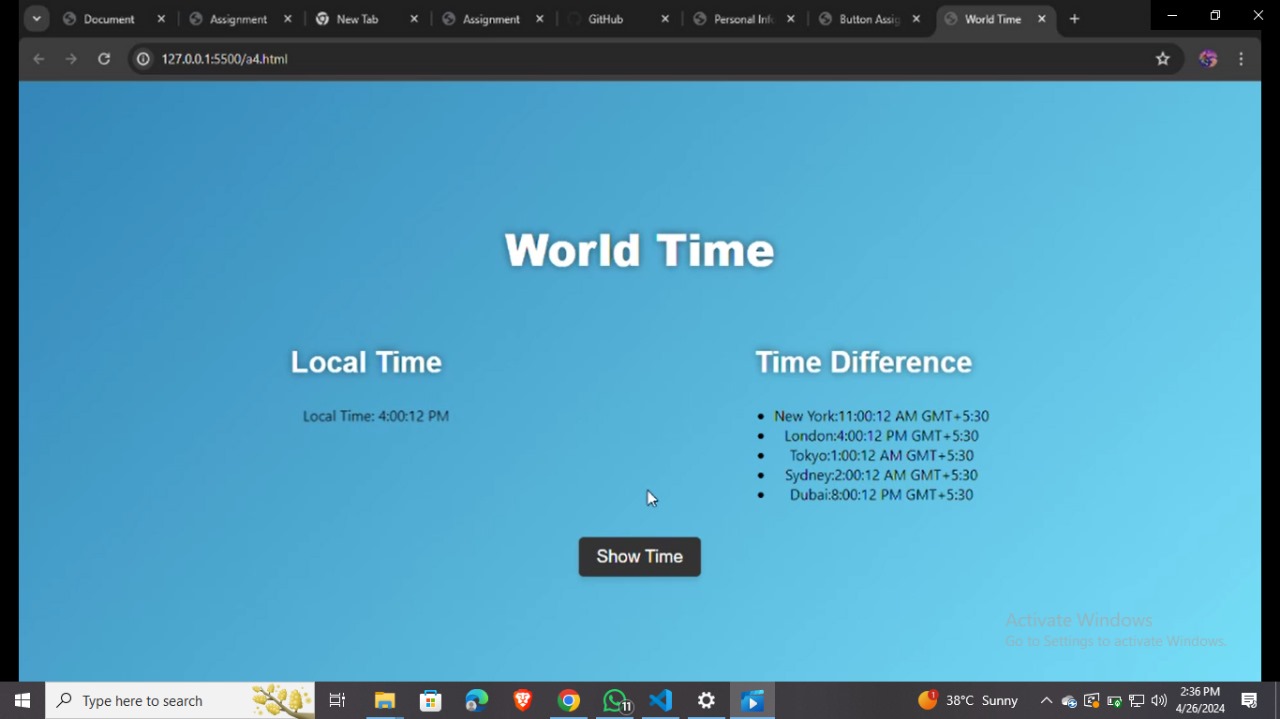 Document
Assignment
New Tab
Assignment
GitHub
Personal Info
Button Assig
World Time
127.0.0.1:5500/a4.html
World Time
Local Time
Time Difference
Local Time: 4:00:12 PM
New York:11:00:12 AM GMT+5:30
London:4:00:12 PM GMT+5:30
Tokyo:1:00:12 AM GMT+5:30
Sydney:2:00:12 AM GMT+5:30
Dubai:8:00:12 PM GMT+5:30
Show Time
Activate Windows
Go to Settings to activate Windows.
Type here to search
11
1
38°C Sunny
2:36 PM
4/26/2024